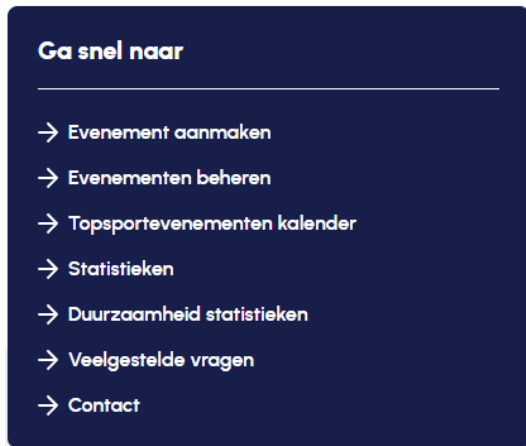 Ga snel naar
→ Evenement aanmaken
→ Evenementen beheren
→ Topsportevenementen kalender
→ Statistieken
→ Duurzaamheid statistieken
→ Veelgestelde vragen
→ Contact